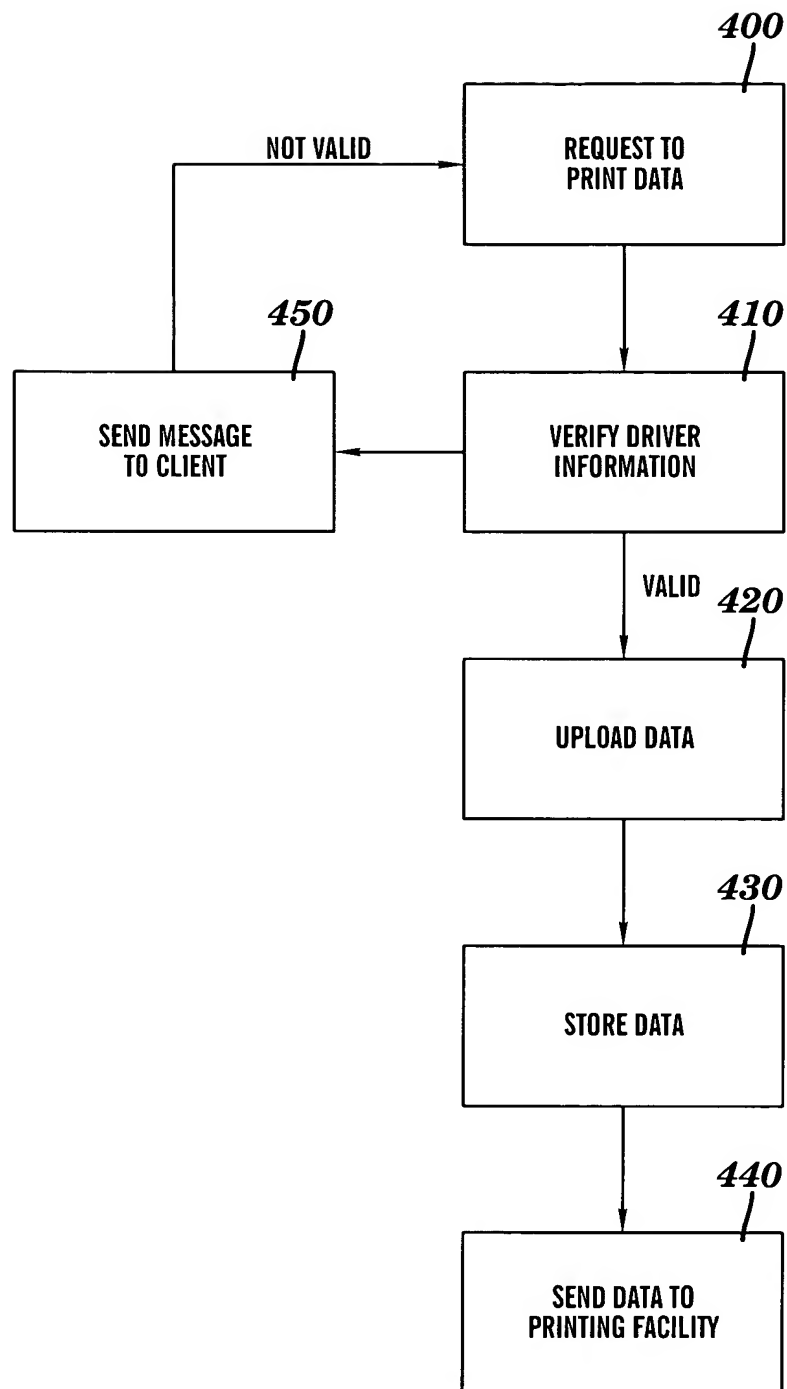 400
REQUEST TO
PRINT DATA
NOT VALID
450
410
SEND MESSAGE
TO CLIENT
VERIFY DRIVER
INFORMATION
VALID
420
UPLOAD DATA
430
STORE DATA
440
SEND DATA TO
PRINTING FACILITY